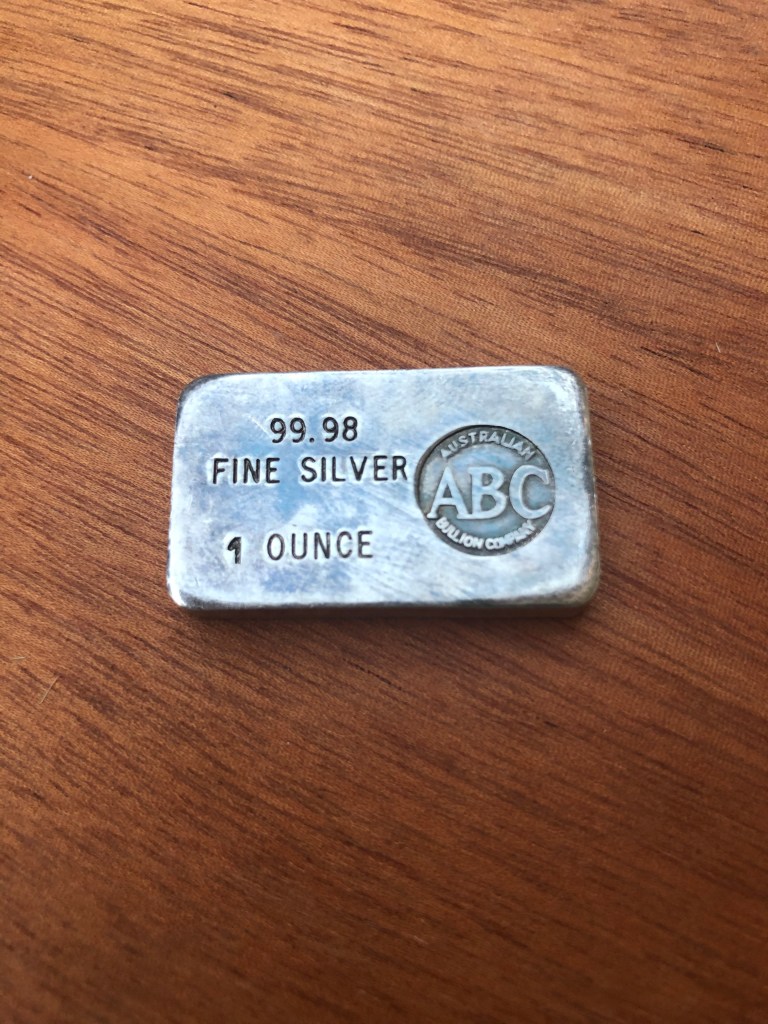 99.98
FINE SILVER
1 OUNCE
AUSTRALIAN
ABC
BULLION COMPANY